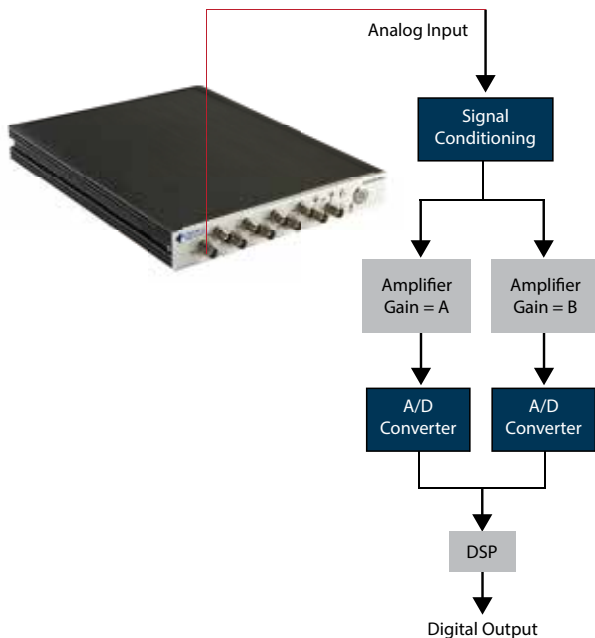 Analog Input
Signal
Conditioning
Amplifier
Gain = A
Amplifier
Gain = B
A/D
Converter
A/D
Converter
DSP
Digital Output